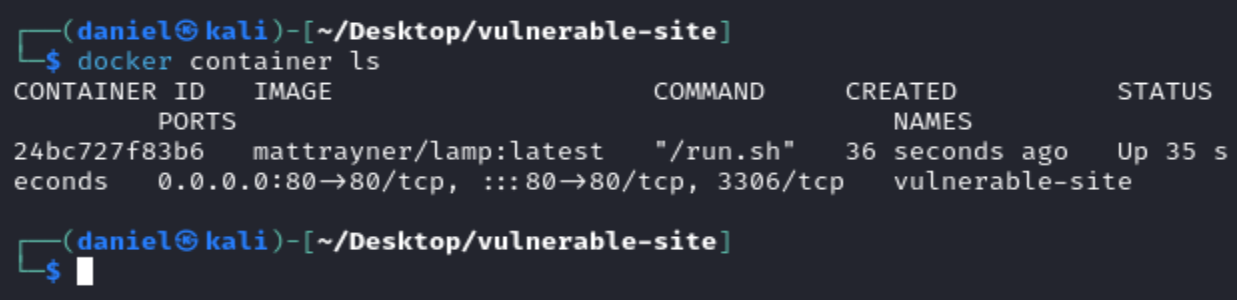 ┌──(daniel㉿kali)-[~/Desktop/vulnerable-site]
└─$ docker container ls
CONTAINER ID   IMAGE                     COMMAND     CREATED          STATUS
         PORTS                                           NAMES
24bc727f83b6   mattrayner/lamp:latest   "/run.sh"   36 seconds ago   Up 35 s
econds   0.0.0.0:80→80/tcp, :::80→80/tcp, 3306/tcp   vulnerable-site
┌──(daniel㉿kali)-[~/Desktop/vulnerable-site]
└─$